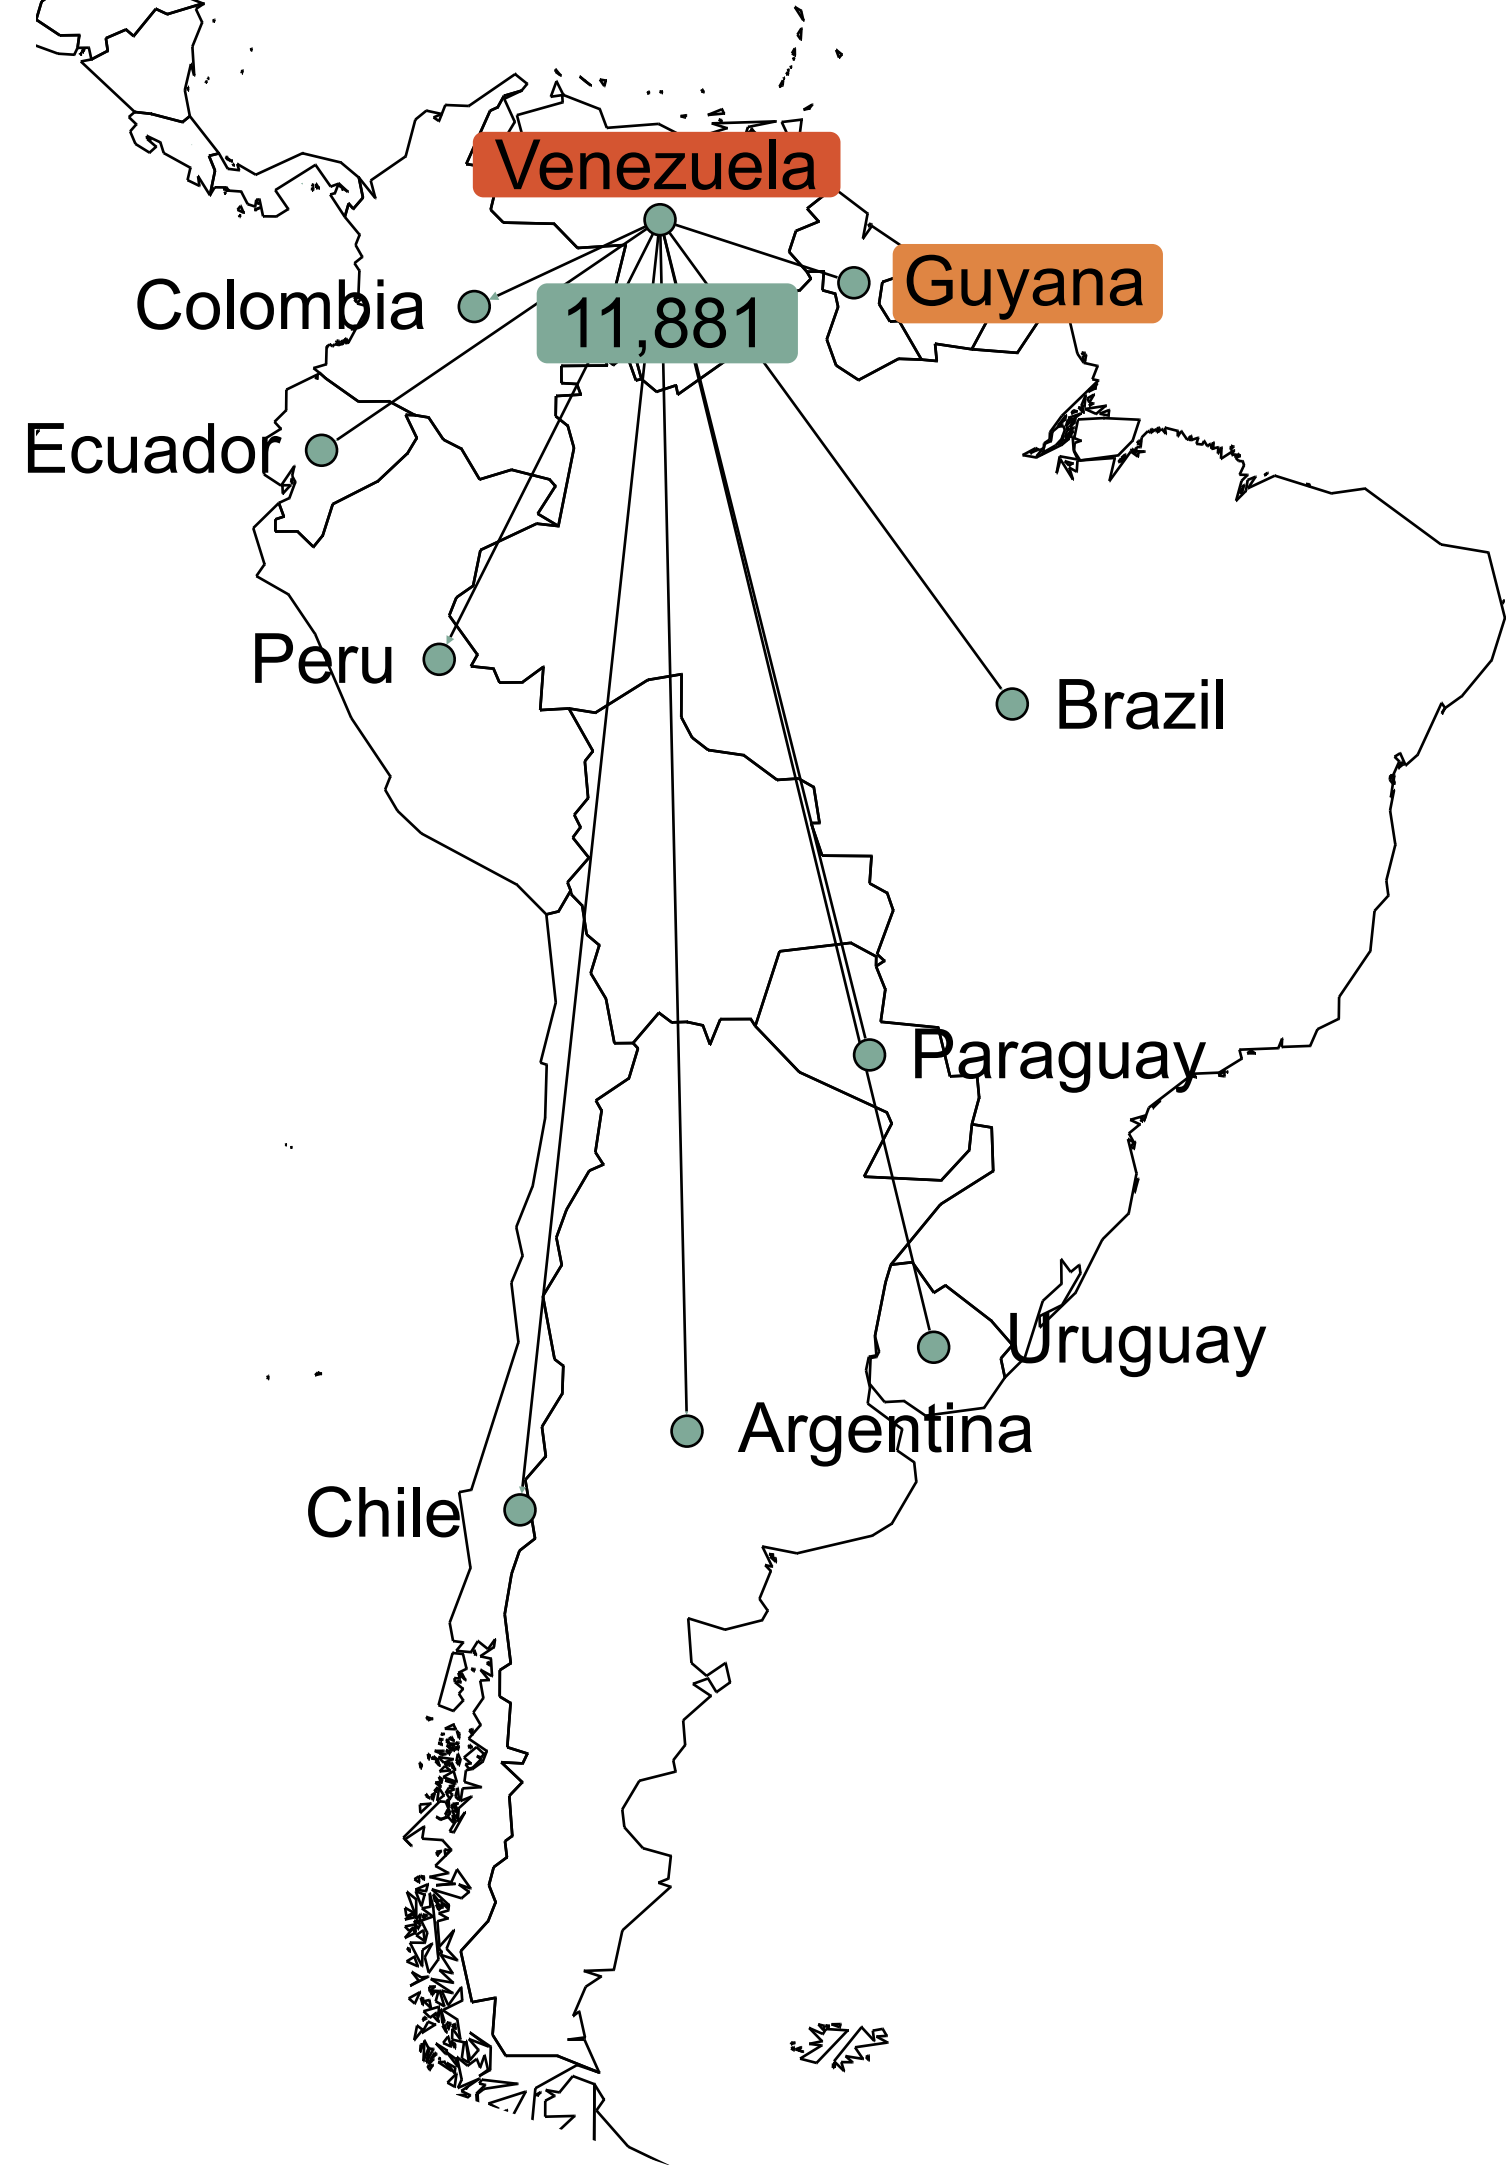 Venezuela
Guyana
Colombia
11,881
Ecuador
Peru
Brazil
Paraguay
Uruguay
Argentina
Chile